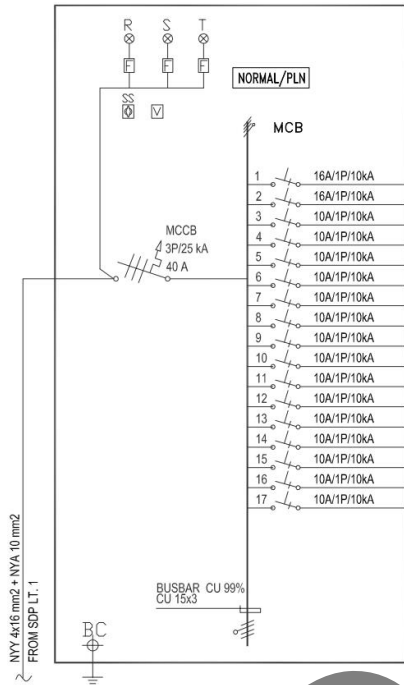 R S T
F F F
SS
V
NORMAL/PLN
MCB
MCCB
3P/25 kA
40 A
1 16A/1P/10kA
2 16A/1P/10kA
3 10A/1P/10kA
4 10A/1P/10kA
5 10A/1P/10kA
6 10A/1P/10kA
7 10A/1P/10kA
8 10A/1P/10kA
9 10A/1P/10kA
10 10A/1P/10kA
11 10A/1P/10kA
12 10A/1P/10kA
13 10A/1P/10kA
14 10A/1P/10kA
15 10A/1P/10kA
16 10A/1P/10kA
17 10A/1P/10kA
BUSBAR CU 99%
CU 15x3
BC
NYY 4x16 mm2 + NYA 10 mm2
FROM SDP LT. 1